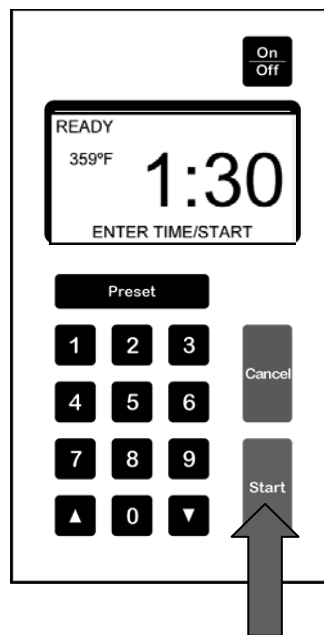 On
Off
READY
359ºF
1:30
ENTER TIME/START
Preset
1 2 3
Cancel
4 5 6
7 8 9
Start
▲ 0 ▼